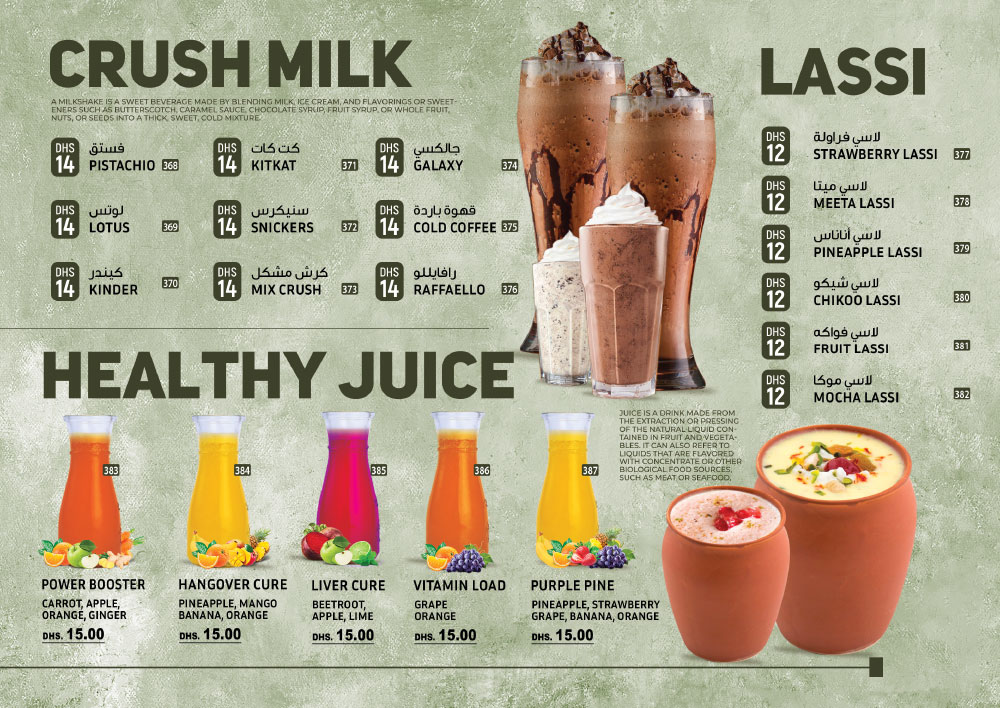 CRUSH MILK
A MILKSHAKE IS A SWEET BEVERAGE MADE BY BLENDING MILK, ICE CREAM, AND FLAVORINGS OR SWEET-
ENERS SUCH AS BUTTERSCOTCH, CARAMEL SAUCE, CHOCOLATE SYRUP, FRUIT SYRUP, OR WHOLE FRUIT,
NUTS, OR SEEDS INTO A THICK, SWEET, COLD MIXTURE.
DHS 14
فستق
PISTACHIO 368
DHS 14
كت كات
KITKAT 371
DHS 14
جالكسي
GALAXY 374
DHS 14
لوتس
LOTUS 369
DHS 14
سنيكرس
SNICKERS 372
DHS 14
قهوة باردة
COLD COFFEE 375
DHS 14
كيندر
KINDER 370
DHS 14
كرش مشكل
MIX CRUSH 373
DHS 14
رافايللو
RAFFAELLO 376
LASSI
DHS 12
لاسي فراولة
STRAWBERRY LASSI 377
DHS 12
لاسي ميتا
MEETA LASSI 378
DHS 12
لاسي أناناس
PINEAPPLE LASSI 379
DHS 12
لاسي شيكو
CHIKOO LASSI 380
DHS 12
لاسي فواكه
FRUIT LASSI 381
DHS 12
لاسي موكا
MOCHA LASSI 382
HEALTHY JUICE
JUICE IS A DRINK MADE FROM
THE EXTRACTION OR PRESSING
OF THE NATURAL LIQUID CON-
TAINED IN FRUIT AND VEGETA-
BLES. IT CAN ALSO REFER TO
LIQUIDS THAT ARE FLAVORED
WITH CONCENTRATE OR OTHER
BIOLOGICAL FOOD SOURCES,
SUCH AS MEAT OR SEAFOOD,
383
POWER BOOSTER
CARROT, APPLE,
ORANGE, GINGER
DHS. 15.00
384
HANGOVER CURE
PINEAPPLE, MANGO
BANANA, ORANGE
DHS. 15.00
385
LIVER CURE
BEETROOT,
APPLE, LIME
DHS. 15.00
386
VITAMIN LOAD
GRAPE
ORANGE
DHS. 15.00
387
PURPLE PINE
PINEAPPLE, STRAWBERRY
GRAPE, BANANA, ORANGE
DHS. 15.00